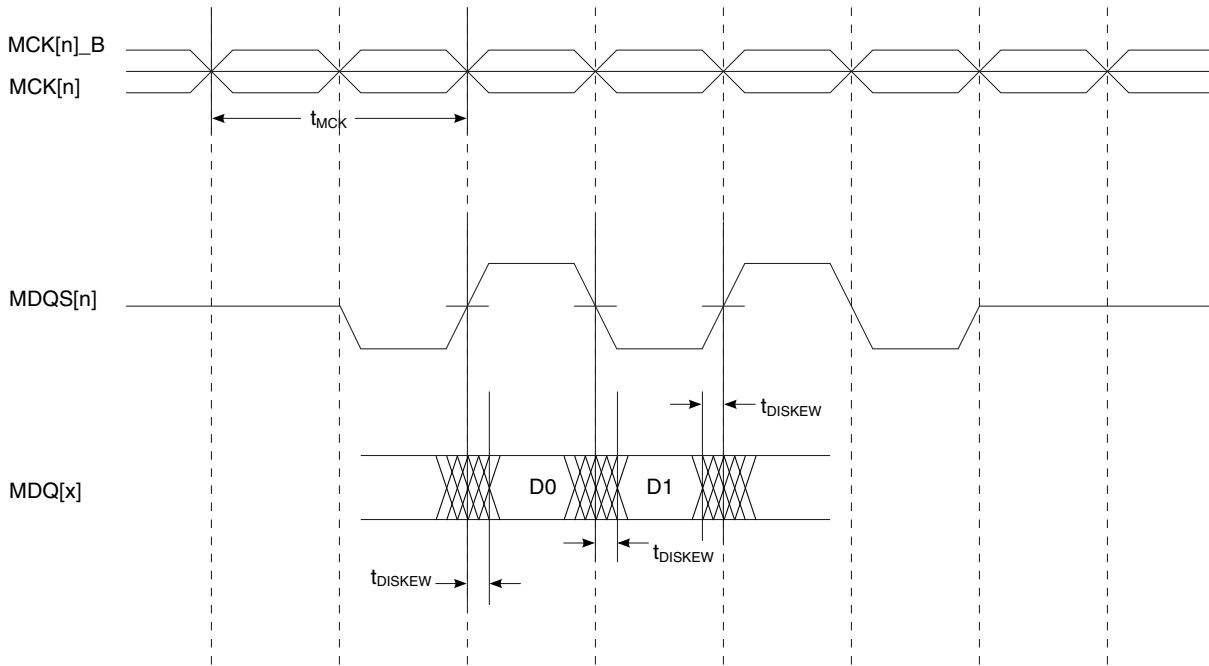 MCK[n]_B
MCK[n]
tMCK
MDQS[n]
tDISKEW
MDQ[x]
D0
D1
tDISKEW
tDISKEW